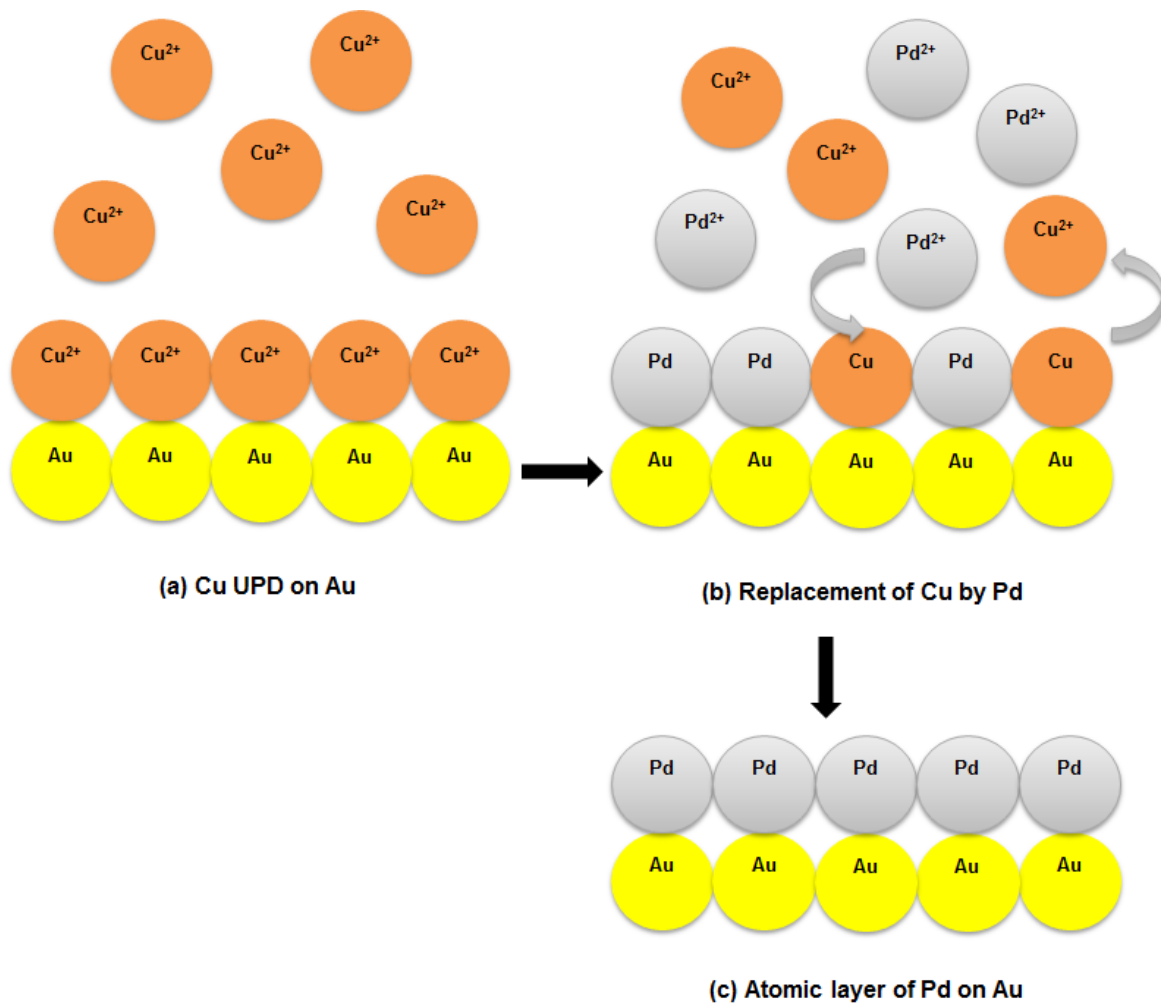 Cu²⁺ Cu²⁺
Cu²⁺
Cu²⁺ Cu²⁺
Cu²⁺ Cu²⁺ Cu²⁺ Cu²⁺ Cu²⁺
Au Au Au Au Au
(a) Cu UPD on Au
Pd²⁺
Cu²⁺
Pd²⁺
Cu²⁺
Pd²⁺ Pd²⁺ Cu²⁺
Pd Pd Cu Pd Cu
Au Au Au Au Au
(b) Replacement of Cu by Pd
Pd Pd Pd Pd Pd
Au Au Au Au Au
(c) Atomic layer of Pd on Au